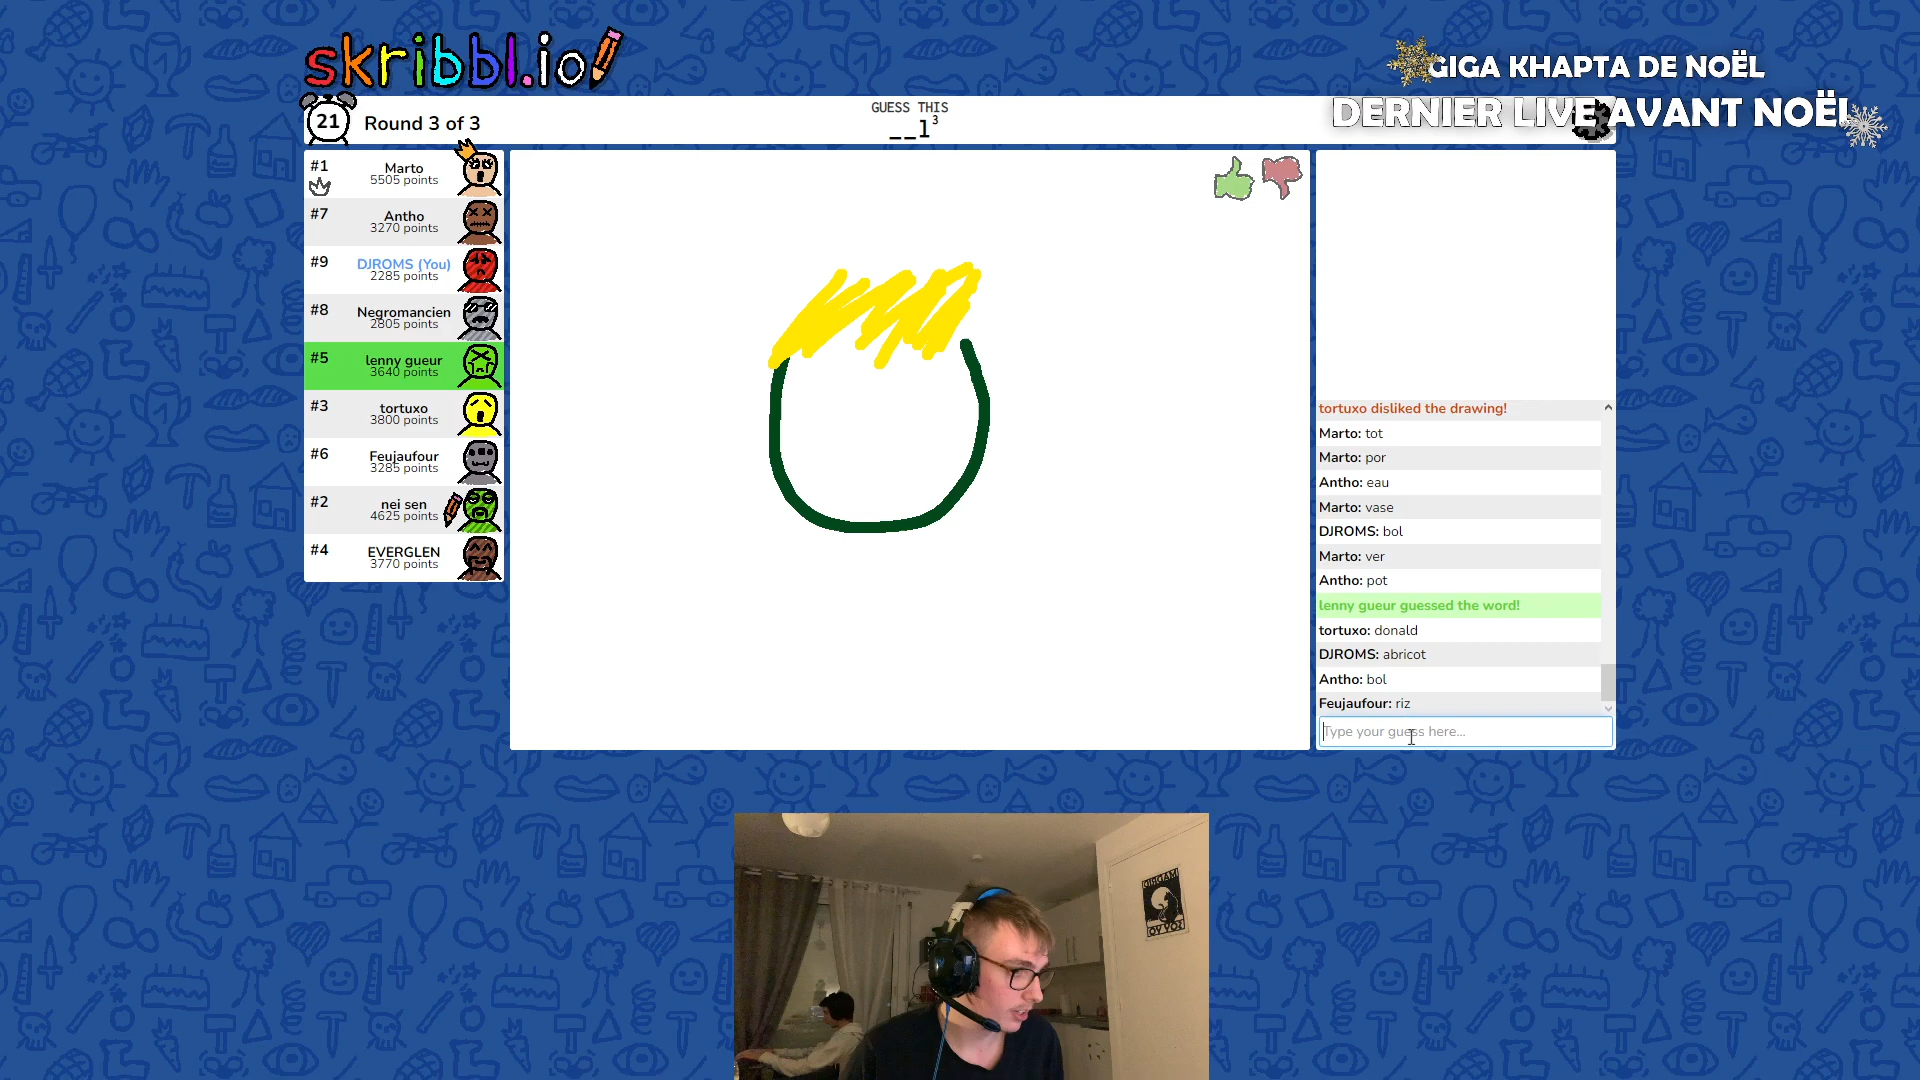 skribbl.io
GIGA KHAPTA DE NOËL
DERNIER LIVE AVANT NOËL
21
Round 3 of 3
GUESS THIS
__l 3
#1
Marto
5505 points
#7
Antho
3270 points
#9
DJROMS (You)
2285 points
#8
Negromancien
2805 points
#5
lenny gueur
3640 points
#3
tortuxo
3800 points
#6
Feujaufour
3285 points
#2
nei sen
4625 points
#4
EVERGLEN
3770 points
tortuxo disliked the drawing!
Marto: tot
Marto: por
Antho: eau
Marto: vase
DJROMS: bol
Marto: ver
Antho: pot
lenny gueur guessed the word!
tortuxo: donald
DJROMS: abricot
Antho: bol
Feujaufour: riz
Type your guess here...